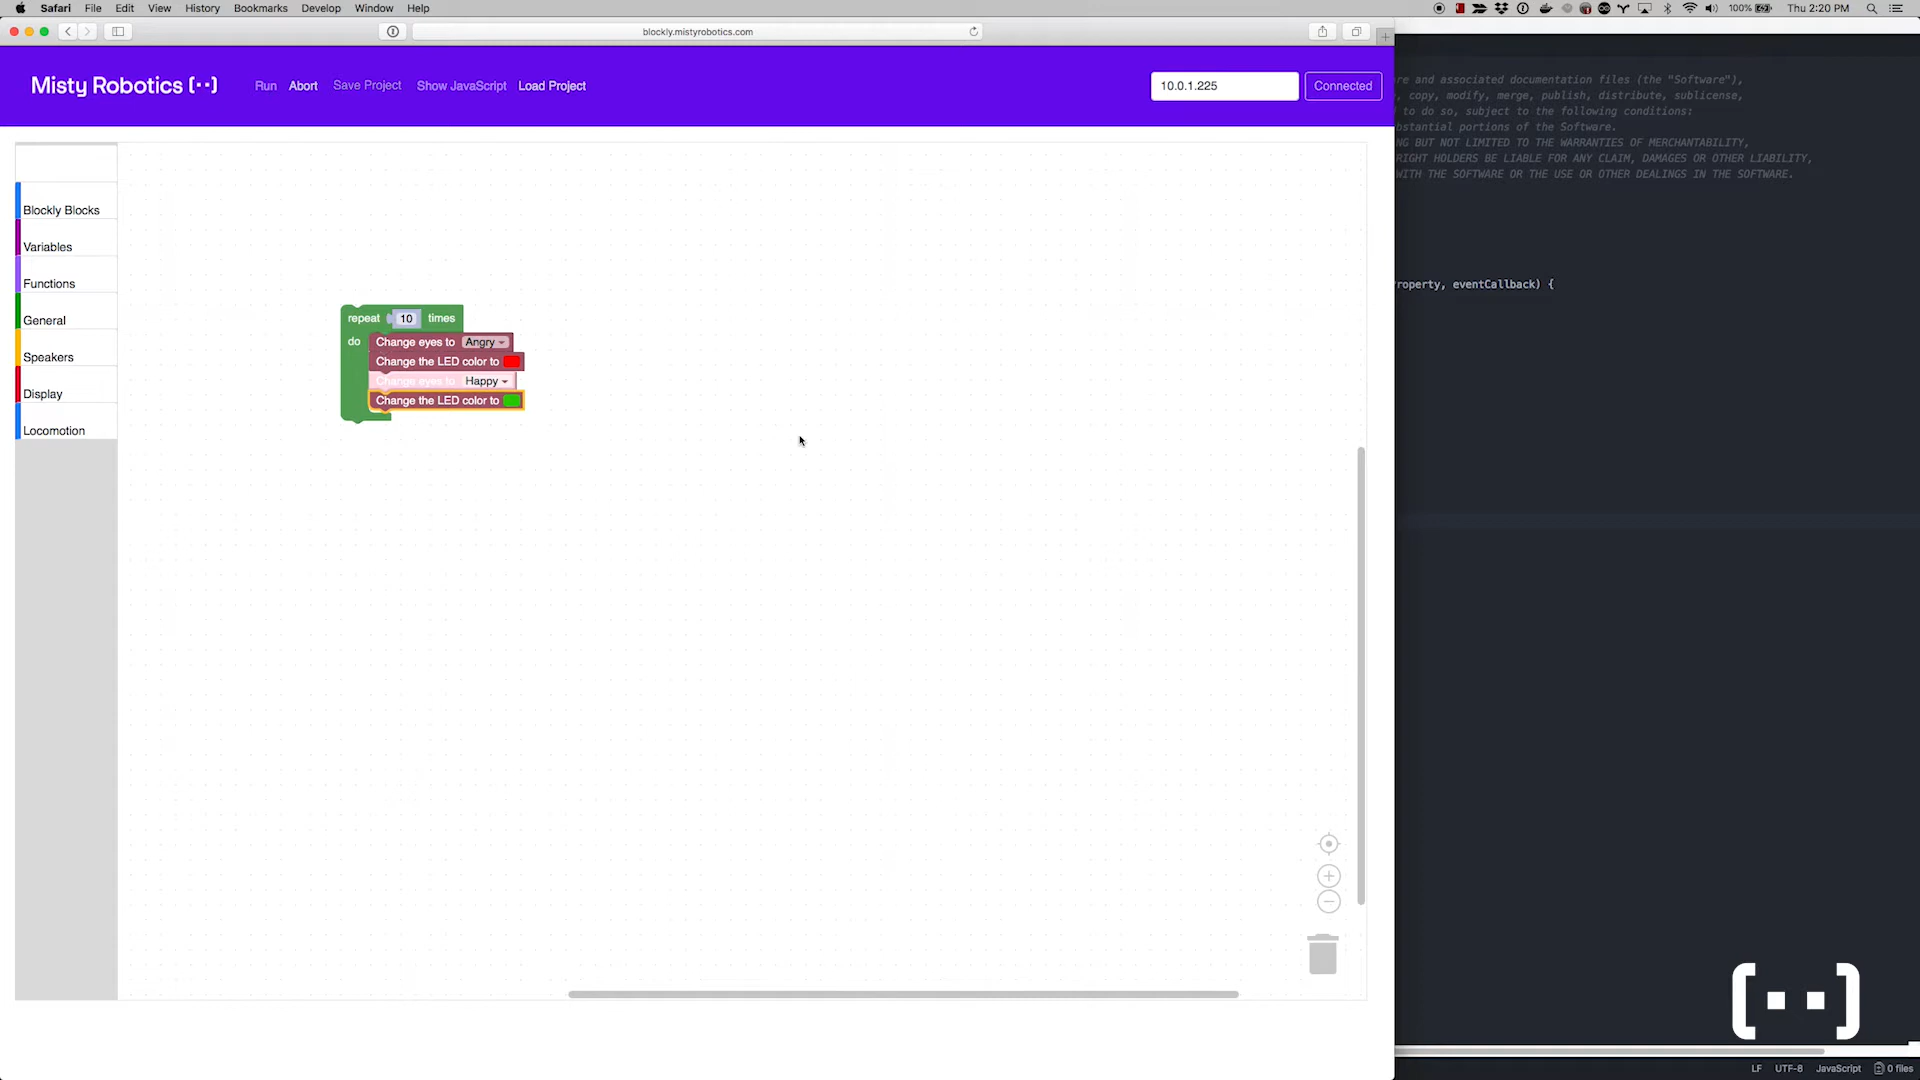 Safari File Edit View History Bookmarks Develop Window Help
100% Thu 2:20 PM
blockly.mistyrobotics.com
Misty Robotics [··]
Run Abort Save Project Show JavaScript Load Project
10.0.1.225 Connected
Blockly Blocks
Variables
Functions
General
Speakers
Display
Locomotion
repeat 10 times
do Change eyes to Angry
Change the LED color to
Change eyes to Happy
Change the LED color to
re and associated documentation files (the "Software"),
, copy, modify, merge, publish, distribute, sublicense,
d to do so, subject to the following conditions:
bstantial portions of the Software.
NG BUT NOT LIMITED TO THE WARRANTIES OF MERCHANTABILITY,
RIGHT HOLDERS BE LIABLE FOR ANY CLAIM, DAMAGES OR OTHER LIABILITY,
WITH THE SOFTWARE OR THE USE OR OTHER DEALINGS IN THE SOFTWARE.
roperty, eventCallback) {
LF UTF-8 JavaScript 0 files